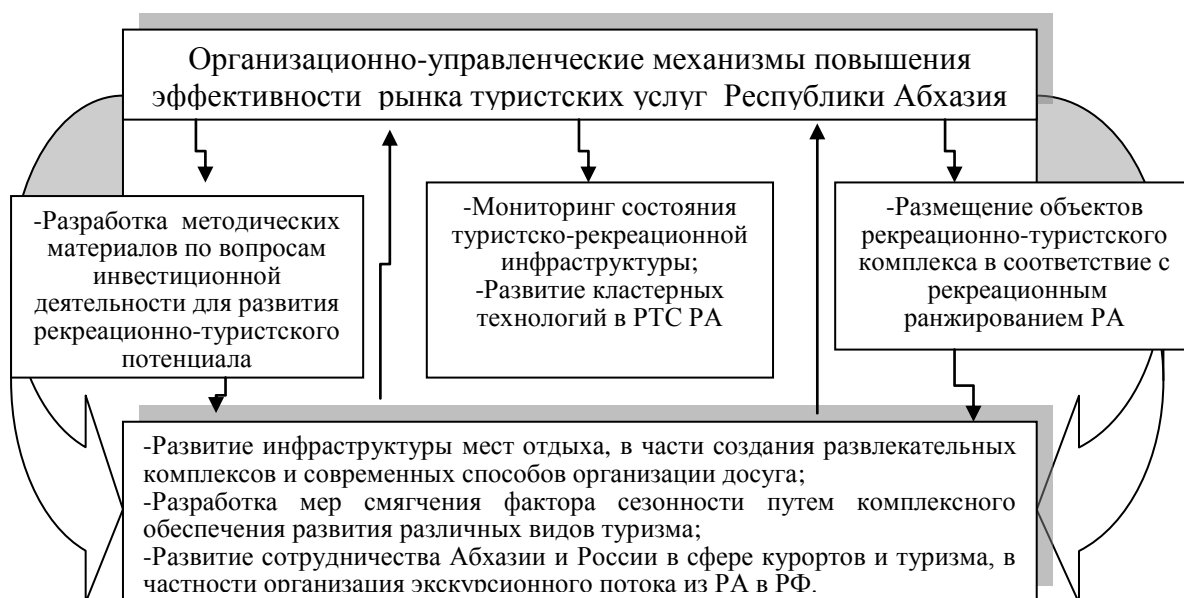 Организационно-управленческие механизмы повышения
эффективности рынка туристских услуг Республики Абхазия
-Разработка методических
материалов по вопросам
инвестиционной
деятельности для развития
рекреационно-туристского
потенциала
-Мониторинг состояния
туристско-рекреационной
инфраструктуры;
-Развитие кластерных
технологий в РТС РА
-Размещение объектов
рекреационно-туристского
комплекса в соответствие с
рекреационным
ранжированием РА
-Развитие инфраструктуры мест отдыха, в части создания развлекательных
комплексов и современных способов организации досуга;
-Разработка мер смягчения фактора сезонности путем комплексного
обеспечения развития различных видов туризма;
-Развитие сотрудничества Абхазии и России в сфере курортов и туризма, в
частности организация экскурсионного потока из РА в РФ.